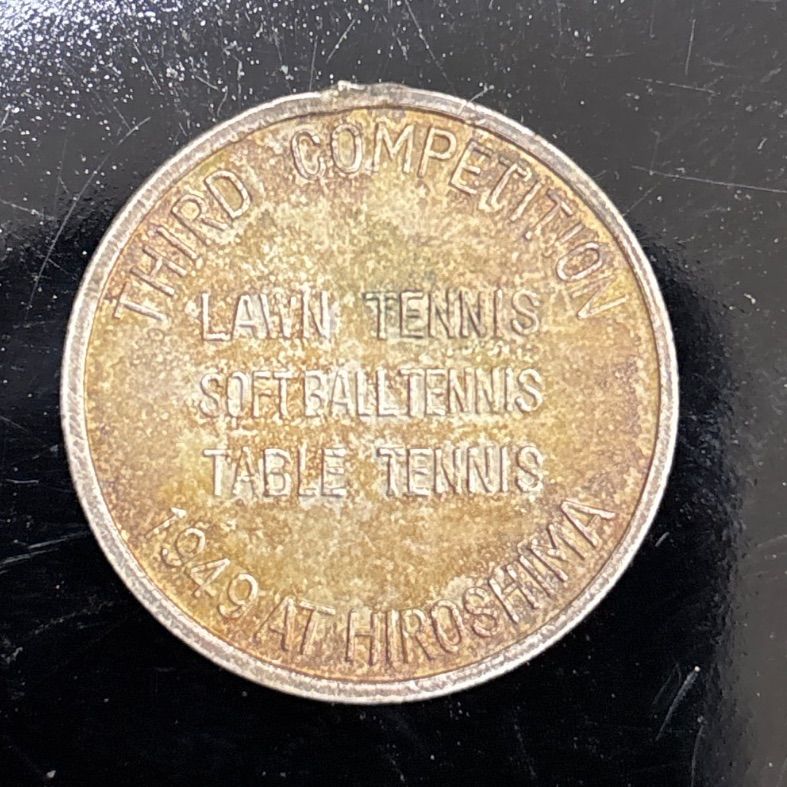 THIRD COMPETITION
LAWN TENNIS
SOFTBALLTENNIS
TABLE TENNIS
1949 AT HIROSHIMA